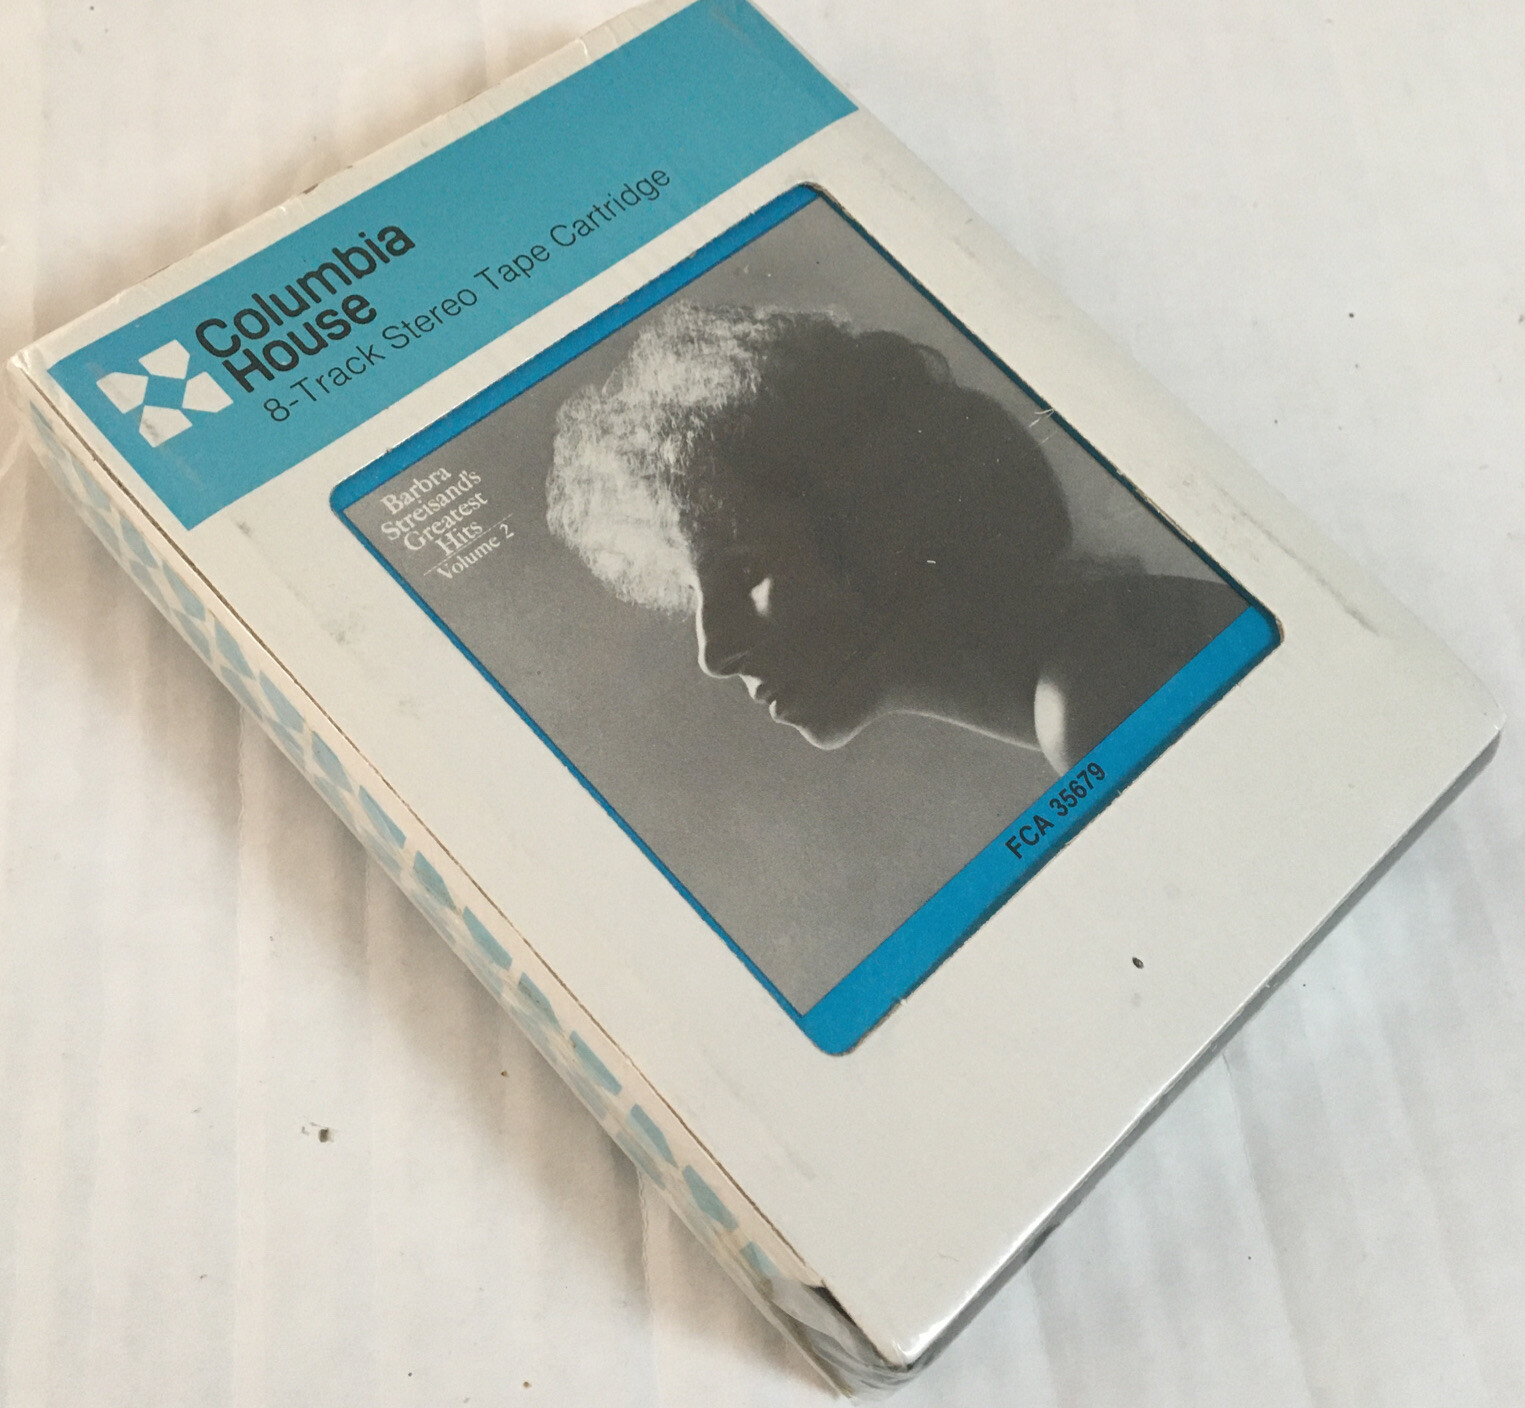 Columbia
House
8-Track Stereo Tape Cartridge
Barbra
Streisand's
Greatest
Hits
Volume 2
FCA 35679